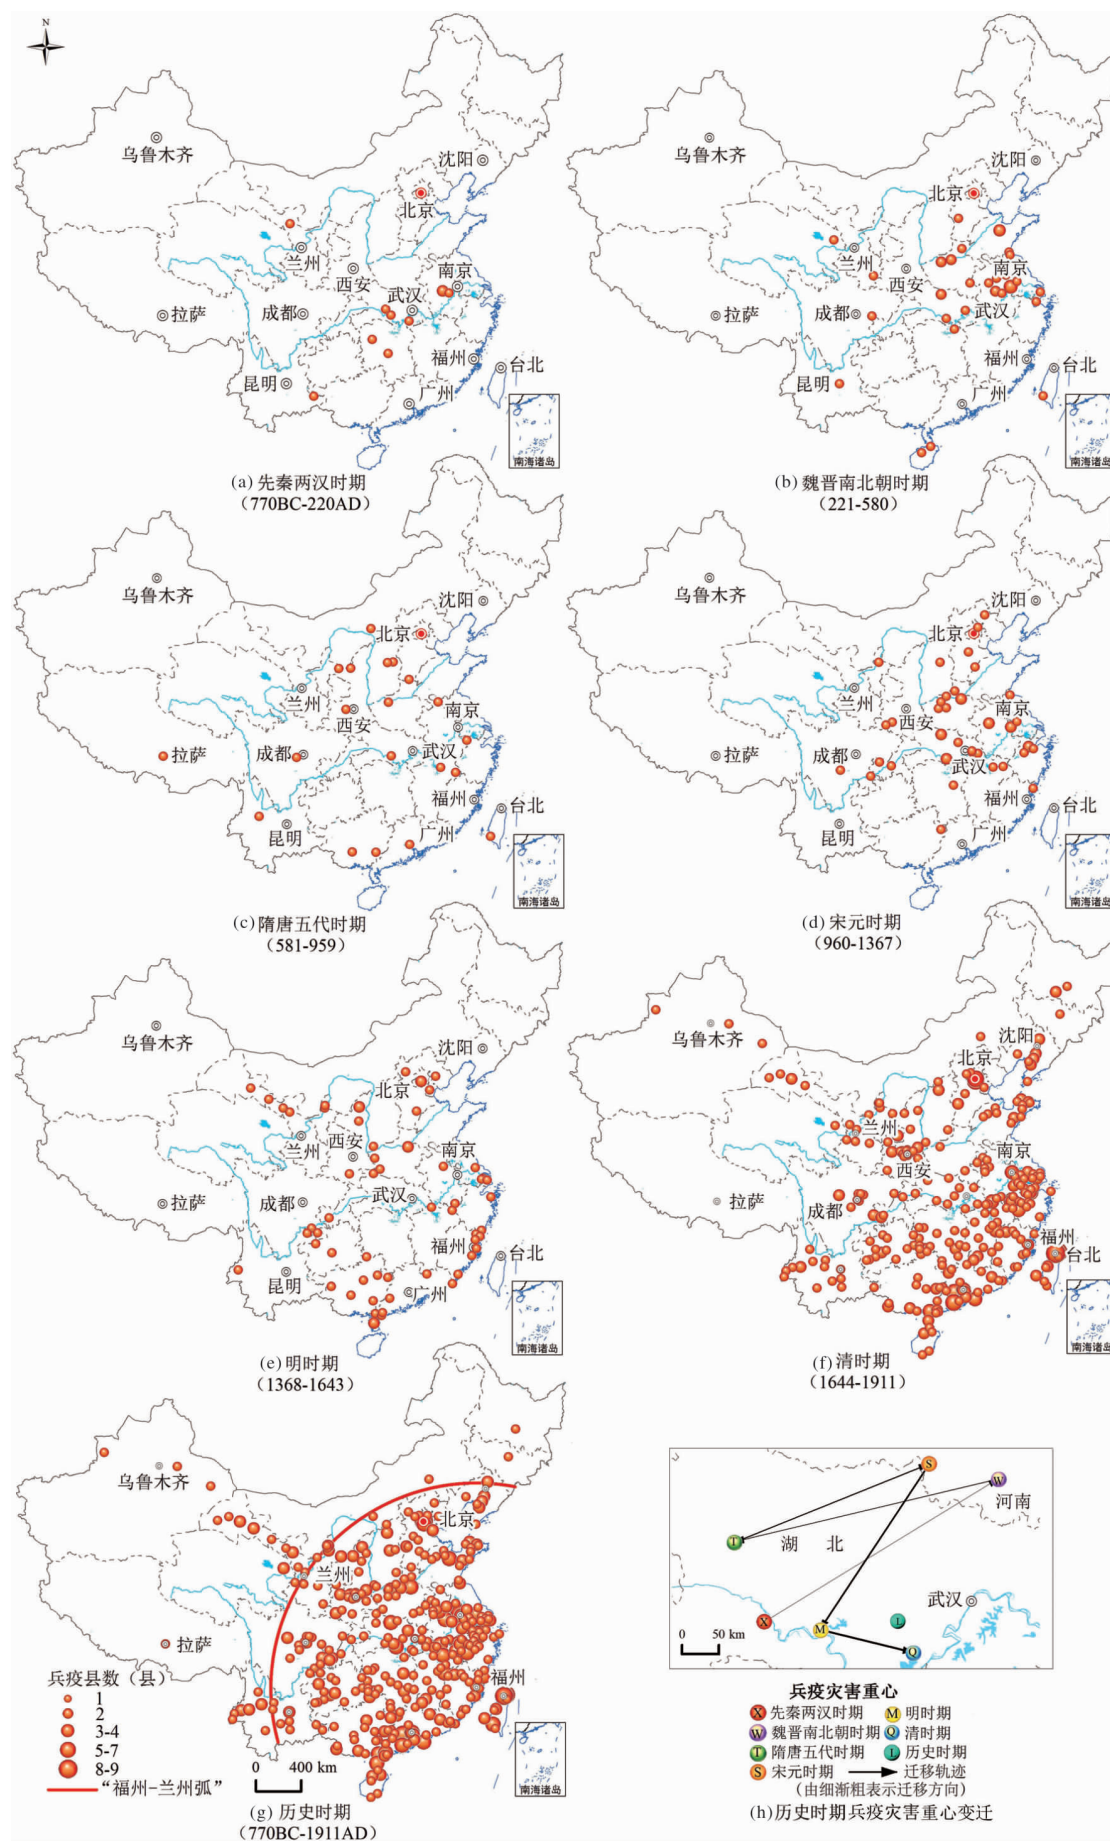 N
乌鲁木齐
沈阳
北京
兰州
西安
南京
武汉
拉萨
成都
福州
台北
昆明
广州
南海诸岛
(a) 先秦两汉时期
(770BC-220AD)
乌鲁木齐
沈阳
北京
兰州
西安
南京
武汉
拉萨
成都
福州
台北
昆明
广州
南海诸岛
(b) 魏晋南北朝时期
(221-580)
乌鲁木齐
沈阳
北京
兰州
西安
南京
武汉
拉萨
成都
福州
台北
昆明
广州
南海诸岛
(c) 隋唐五代时期
(581-959)
乌鲁木齐
沈阳
北京
兰州
西安
南京
武汉
拉萨
成都
福州
台北
昆明
广州
南海诸岛
(d) 宋元时期
(960-1367)
乌鲁木齐
沈阳
北京
兰州
西安
南京
武汉
拉萨
成都
福州
台北
昆明
广州
南海诸岛
(e) 明时期
(1368-1643)
乌鲁木齐
沈阳
北京
兰州
西安
南京
拉萨
成都
福州
台北
南海诸岛
(f) 清时期
(1644-1911)
乌鲁木齐
北京
兰州
拉萨
福州
兵疫县数（县）
1
2
3-4
5-7
8-9
“福州-兰州弧”
0 400 km
南海诸岛
(g) 历史时期
(770BC-1911AD)
S
W
河南
T
湖 北
武汉
X
M
L
Q
0 50 km
兵疫灾害重心
X 先秦两汉时期 M 明时期
W 魏晋南北朝时期 Q 清时期
T 隋唐五代时期 L 历史时期
S 宋元时期 迁移轨迹
(由细渐粗表示迁移方向)
(h)历史时期兵疫灾害重心变迁